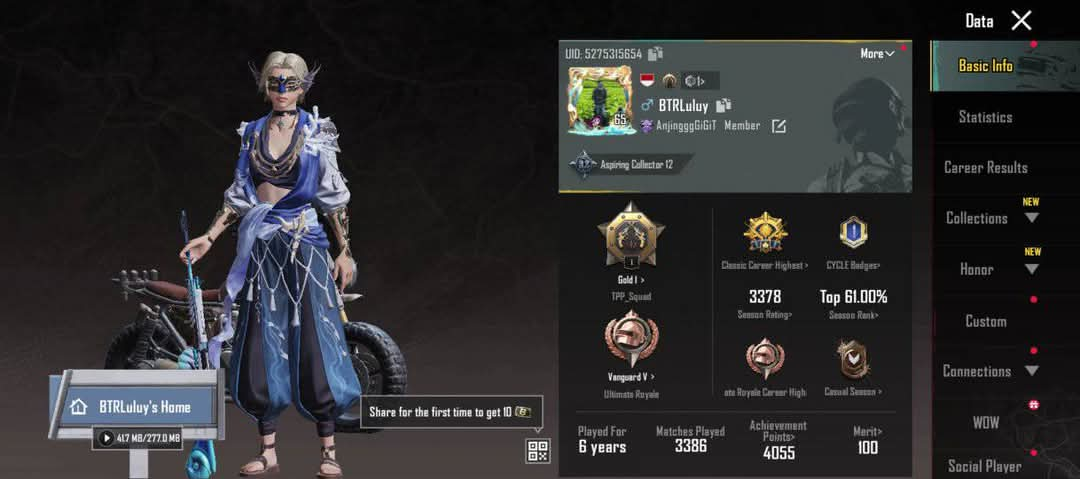 Data
UID: 5275315654
More
65
1>
BTRLuluy
AnjingggGiGiT Member
Aspiring Collector 12
Gold I >
TPP_Squad
Classic Career Highest >
CYCLE Badges>
3378
Season Rating>
Top 61.00%
Season Rank>
Vanguard V >
Ultimate Royale
ate Royale Career High
Casual Season >
Played For
6 years
Matches Played
3386
Achievement
Points>
4055
Merit>
100
BTRLuluy's Home
41.7 MB/277.0 MB
Share for the first time to get 10
Basic Info
Statistics
Career Results
NEW
Collections
NEW
Honor
Custom
Connections
WOW
Social Player